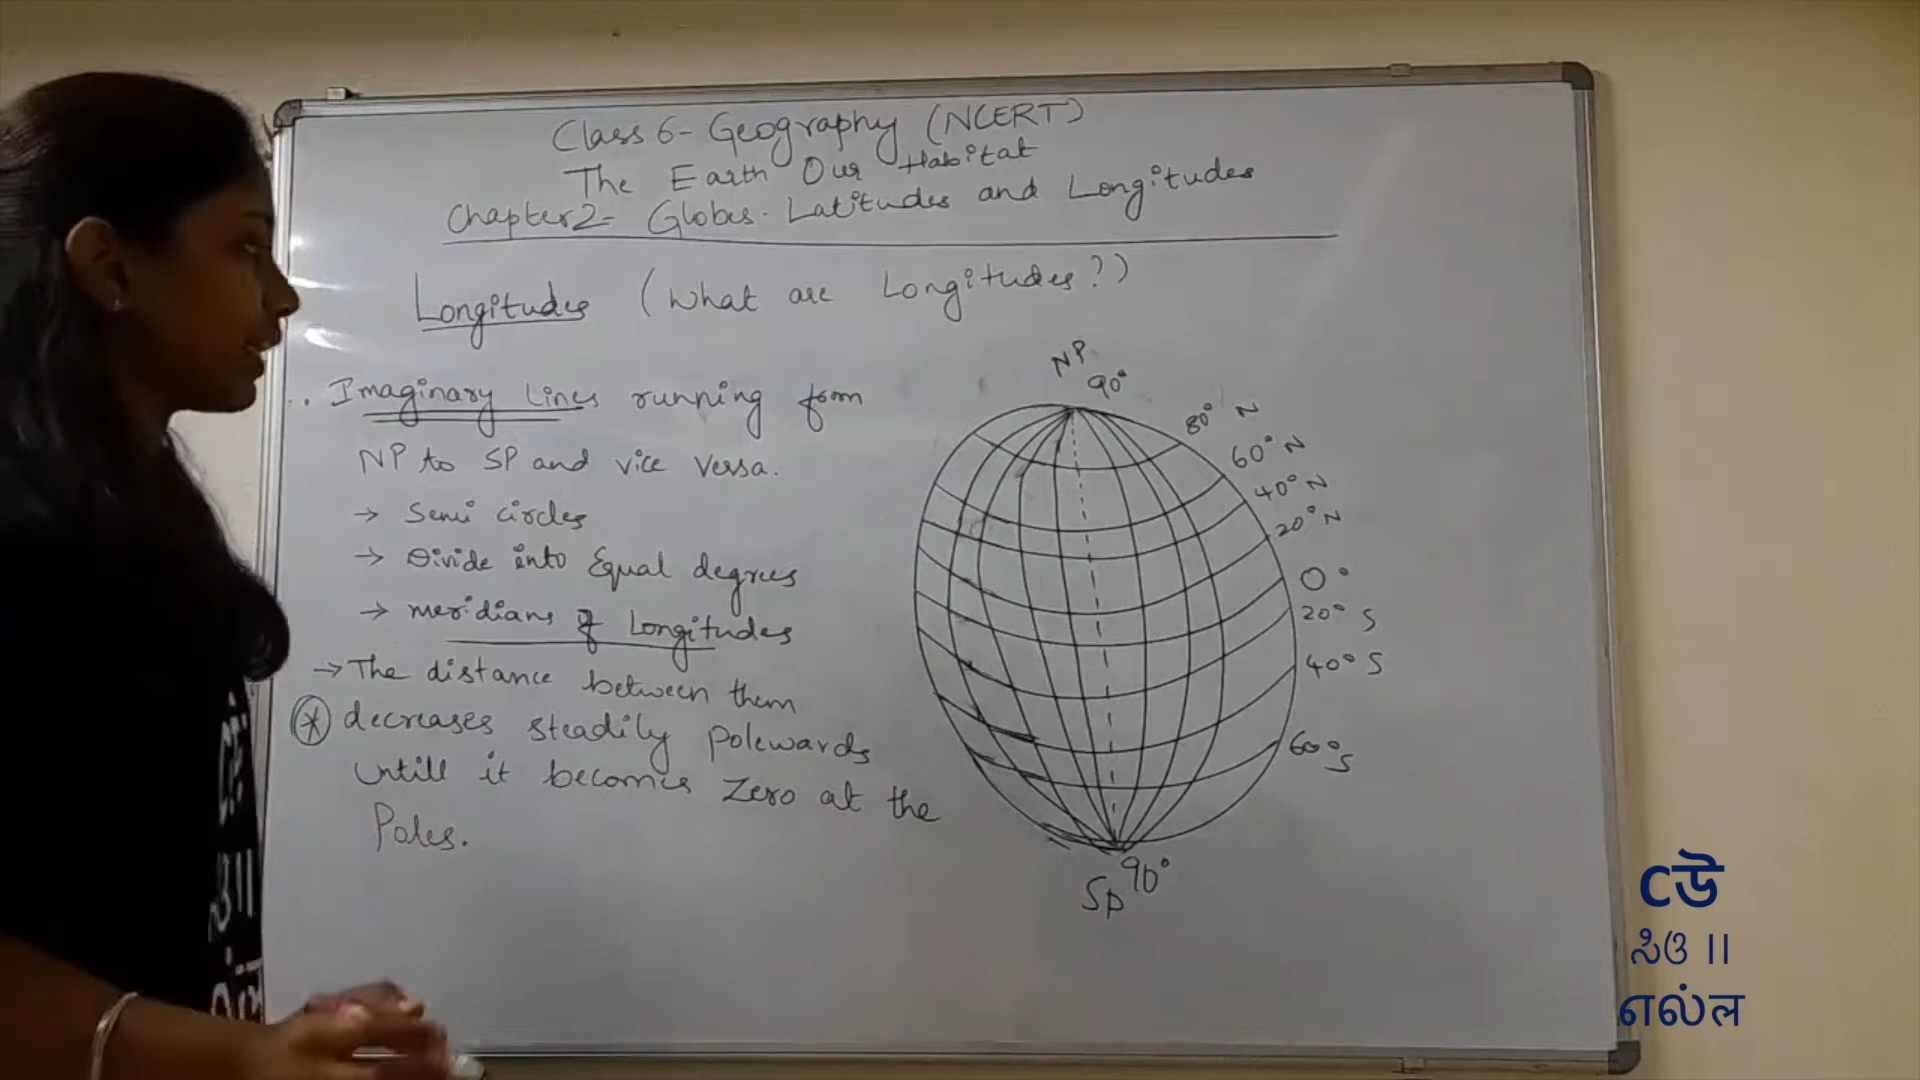 Class 6- Geography (NCERT)
The Earth Our Habitat
Chapter 2- Globes- Latitudes and Longitudes
Longitudes (What are Longitudes?)
Imaginary Lines running from
NP to SP and vice versa.
→ Semi circles
→ Divide into Equal degrees
→ meridians of Longitudes
→ The distance between them
* decreases steadily polewards
Untill it becomes Zero at the
Poles.
NP
90°
80° N
60° N
40° N
20° N
0°
20° S
40° S
60° S
90°
SP
Cউ
எல்ல